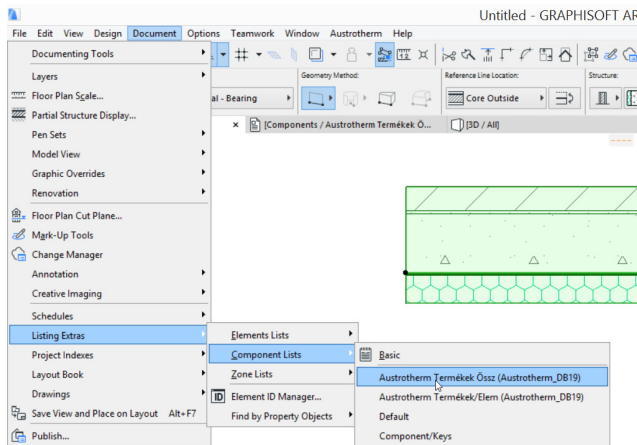 Untitled - GRAPHISOFT AR
File Edit View Design Document Options Teamwork Window Austrotherm Help
Documenting Tools
Layers
Floor Plan Scale...
Partial Structure Display...
Pen Sets
Model View
Graphic Overrides
Renovation
Floor Plan Cut Plane...
Mark-Up Tools
Change Manager
Annotation
Creative Imaging
Schedules
Listing Extras
Project Indexes
Layout Book
Drawings
Save View and Place on Layout Alt+F7
Publish...
Geometry Method:
Reference Line Location:
Structure:
al - Bearing
Core Outside
[Components / Austrotherm Termékek Ö...
[3D / All]
Elements Lists
Component Lists
Zone Lists
ID Element ID Manager...
Find by Property Objects
Basic
Austrotherm Termékek Össz (Austrotherm_DB19)
Austrotherm Termékek/Elem (Austrotherm_DB19)
Default
Component/Keys